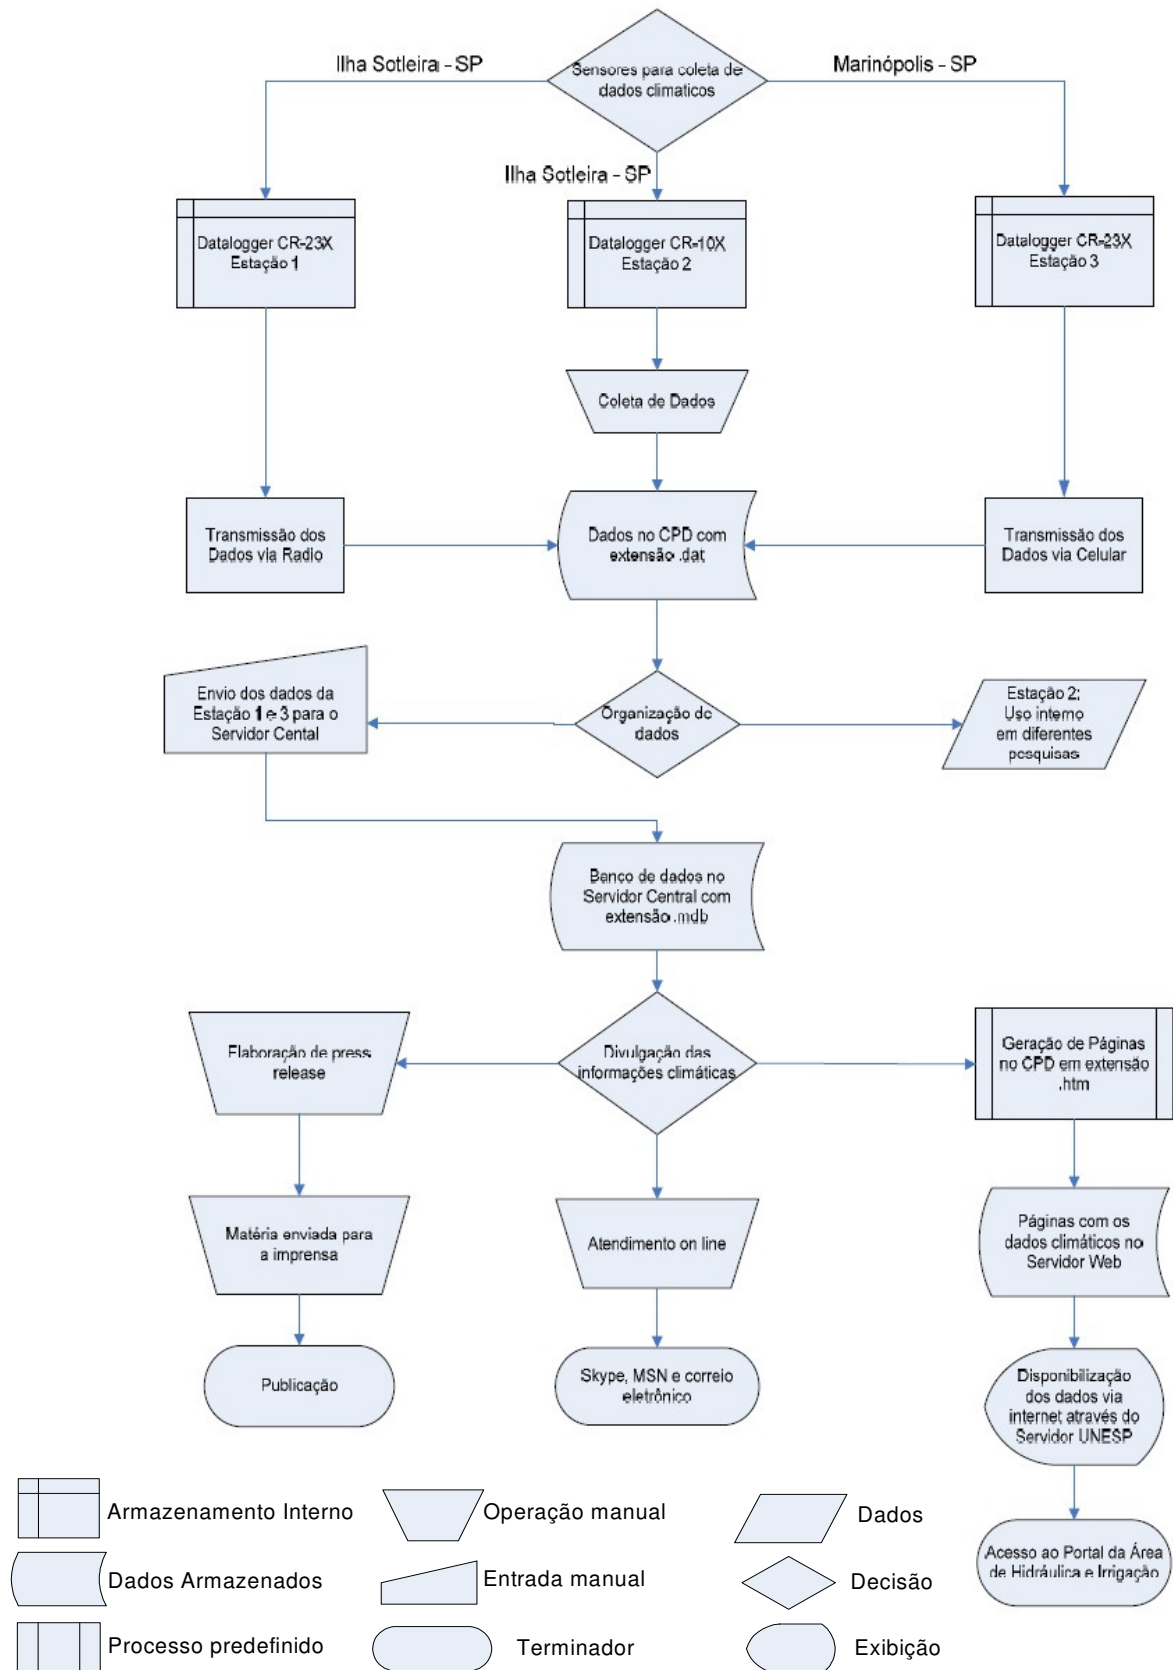 Ilha Sotleira - SP
Sensores para coleta de
dados climaticos
Marinópolis - SP
Ilha Sotleira - SP
Datalogger CR-23X
Estação 1
Datalogger CR-10X
Estação 2
Datalogger CR-23X
Estação 3
Coleta de Dados
Transmissão dos
Dados via Radio
Dados no CPD com
extensão .dat
Transmissão dos
Dados via Celular
Envio dos dados da
Estação 1 e 3 para o
Servidor Cental
Organização de
dados
Estação 2:
Uso interno
em diferentes
pesquisas
Banco de dados no
Servidor Central com
extensão .mdb
Elaboração de press
release
Divulgação das
informações climáticas
Geração de Páginas
no CPD em extensão
.htm
Matéria enviada para
a imprensa
Atendimento on line
Páginas com os
dados climáticos no
Servidor Web
Publicação
Skype, MSN e correio
eletrônico
Disponibilização
dos dados via
internet através do
Servidor UNESP
Acesso ao Portal da Área
de Hidráulica e Irrigação
Armazenamento Interno
Operação manual
Dados
Dados Armazenados
Entrada manual
Decisão
Processo predefinido
Terminador
Exibição